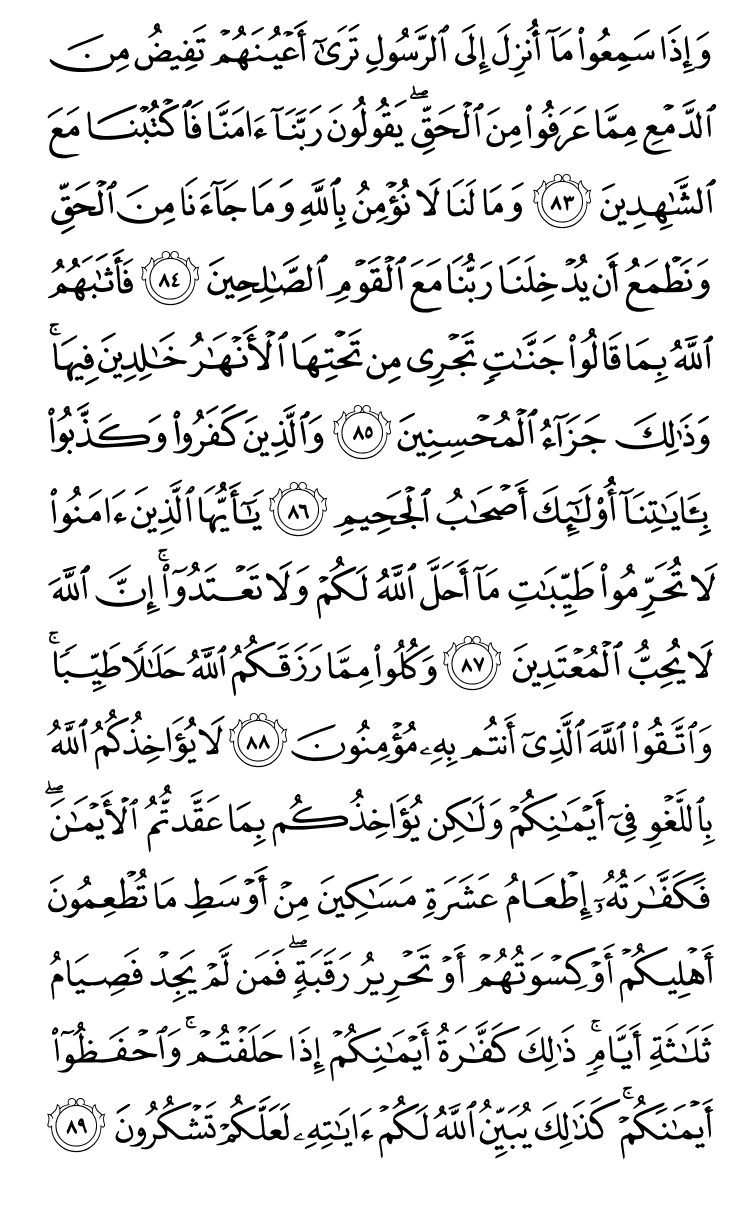 وَإِذَا سَمِعُوا۟ مَآ أُنزِلَ إِلَى ٱلرَّسُولِ تَرَىٰٓ أَعْيُنَهُمْ تَفِيضُ مِنَ
ٱلدَّمْعِ مِمَّا عَرَفُوا۟ مِنَ ٱلْحَقِّۖ يَقُولُونَ رَبَّنَآ ءَامَنَّا فَٱكْتُبْنَا مَعَ
ٱلشَّٰهِدِينَ ٨٣ وَمَا لَنَا لَا نُؤْمِنُ بِٱللَّهِ وَمَا جَآءَنَا مِنَ ٱلْحَقِّ
وَنَطْمَعُ أَن يُدْخِلَنَا رَبُّنَا مَعَ ٱلْقَوْمِ ٱلصَّٰلِحِينَ ٨٤ فَأَثَٰبَهُمُ
ٱللَّهُ بِمَا قَالُوا۟ جَنَّٰتٍ تَجْرِى مِن تَحْتِهَا ٱلْأَنْهَٰرُ خَٰلِدِينَ فِيهَاۚ
وَذَٰلِكَ جَزَآءُ ٱلْمُحْسِنِينَ ٨٥ وَٱلَّذِينَ كَفَرُوا۟ وَكَذَّبُوا۟
بِـَٔايَٰتِنَآ أُو۟لَٰٓئِكَ أَصْحَٰبُ ٱلْجَحِيمِ ٨٦ يَٰٓأَيُّهَا ٱلَّذِينَ ءَامَنُوا۟
لَا تُحَرِّمُوا۟ طَيِّبَٰتِ مَآ أَحَلَّ ٱللَّهُ لَكُمْ وَلَا تَعْتَدُوٓا۟ۚ إِنَّ ٱللَّهَ
لَا يُحِبُّ ٱلْمُعْتَدِينَ ٨٧ وَكُلُوا۟ مِمَّا رَزَقَكُمُ ٱللَّهُ حَلَٰلًا طَيِّبًاۚ
وَٱتَّقُوا۟ ٱللَّهَ ٱلَّذِىٓ أَنتُم بِهِۦ مُؤْمِنُونَ ٨٨ لَا يُؤَاخِذُكُمُ ٱللَّهُ
بِٱللَّغْوِ فِىٓ أَيْمَٰنِكُمْ وَلَٰكِن يُؤَاخِذُكُم بِمَا عَقَّدتُّمُ ٱلْأَيْمَٰنَۖ
فَكَفَّٰرَتُهُۥٓ إِطْعَامُ عَشَرَةِ مَسَٰكِينَ مِنْ أَوْسَطِ مَا تُطْعِمُونَ
أَهْلِيكُمْ أَوْ كِسْوَتُهُمْ أَوْ تَحْرِيرُ رَقَبَةٍۖ فَمَن لَّمْ يَجِدْ فَصِيَامُ
ثَلَٰثَةِ أَيَّامٍۚ ذَٰلِكَ كَفَّٰرَةُ أَيْمَٰنِكُمْ إِذَا حَلَفْتُمْۚ وَٱحْفَظُوٓا۟
أَيْمَٰنَكُمْۚ كَذَٰلِكَ يُبَيِّنُ ٱللَّهُ لَكُمْ ءَايَٰتِهِۦ لَعَلَّكُمْ تَشْكُرُونَ ٨٩